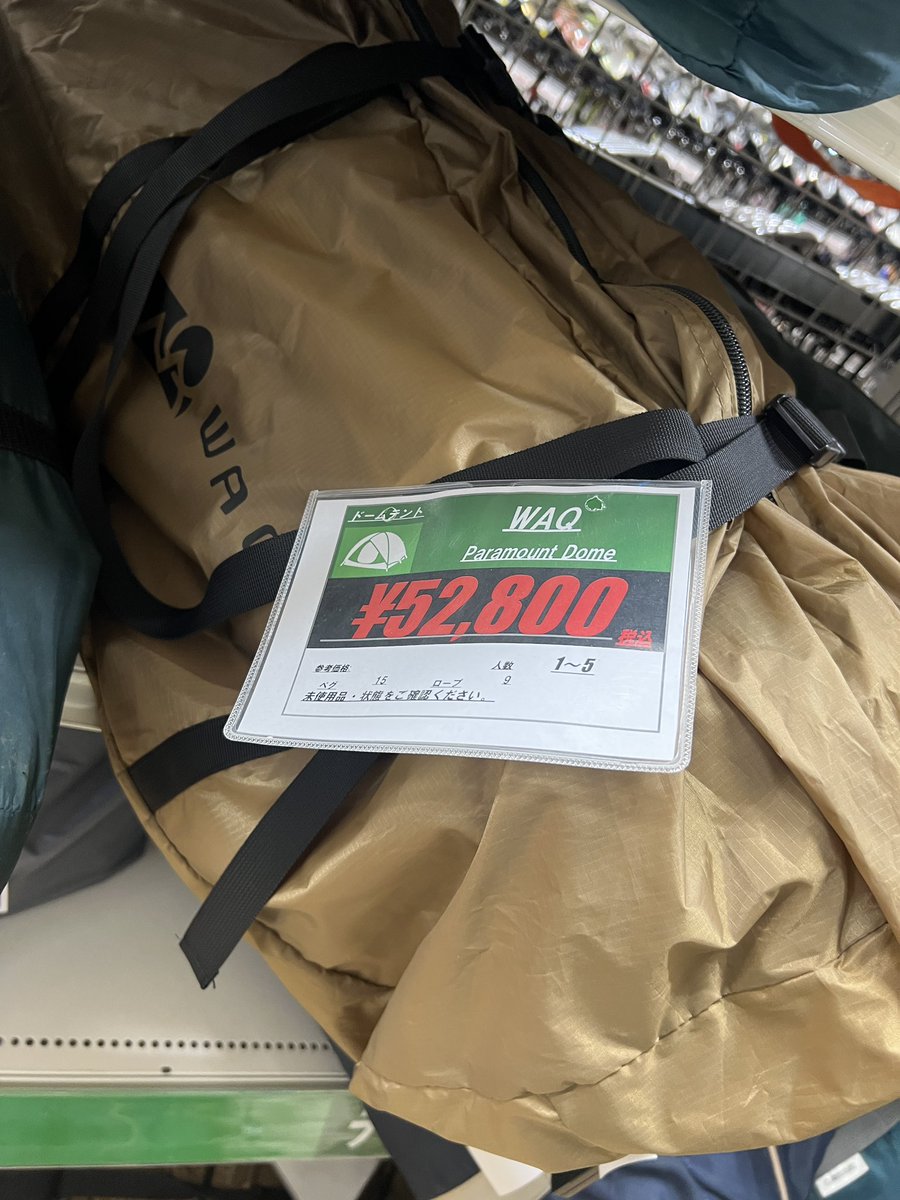 WAQ
ドームテント
WAQ
Paramount Dome
¥52,800
税込
参考価格 人数 1〜5
ペグ 15 ロープ 9
未使用品・状態をご確認ください。